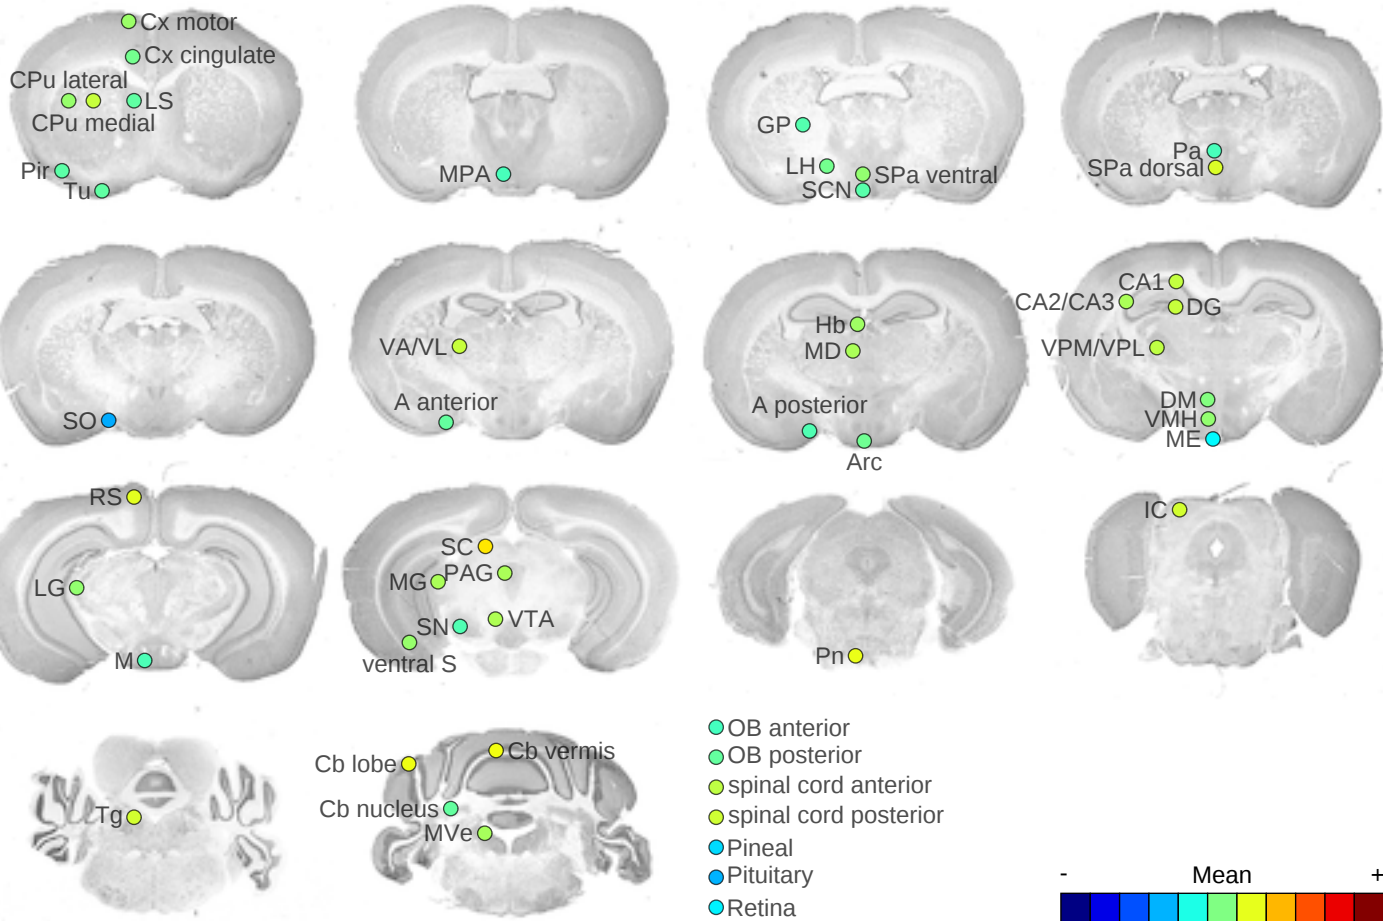 Cx motor
Cx cingulate
CPu lateral
LS
CPu medial
Pir
Tu
MPA
GP
LH
SPa ventral
SCN
Pa
SPa dorsal
SO
VA/VL
A anterior
Hb
MD
A posterior
Arc
CA1
CA2/CA3
DG
VPM/VPL
DM
VMH
ME
RS
LG
M
SC
MG
PAG
SN
VTA
ventral S
Pn
IC
Tg
Cb lobe
Cb vermis
Cb nucleus
MVe
OB anterior
OB posterior
spinal cord anterior
spinal cord posterior
Pineal
Pituitary
Retina
- Mean +